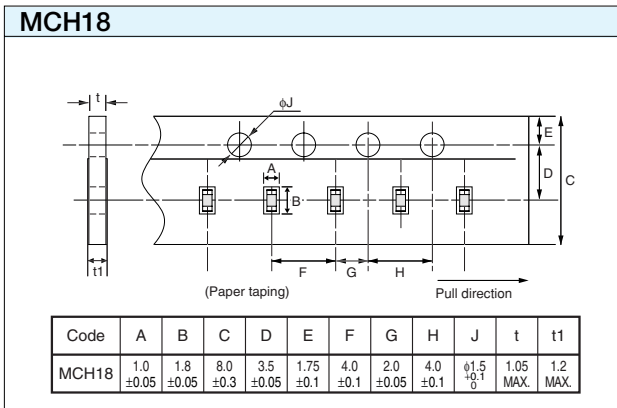 MCH18
t
ϕJ
E
A
D
C
B
F
G
H
t1
(Paper taping)
Pull direction
Code A B C D E F G H J t t1
MCH18 1.0 ±0.05 1.8 ±0.05 8.0 ±0.3 3.5 ±0.05 1.75 ±0.1 4.0 ±0.1 2.0 ±0.05 4.0 ±0.1 ϕ1.5 +0.1 0 1.05 MAX. 1.2 MAX.